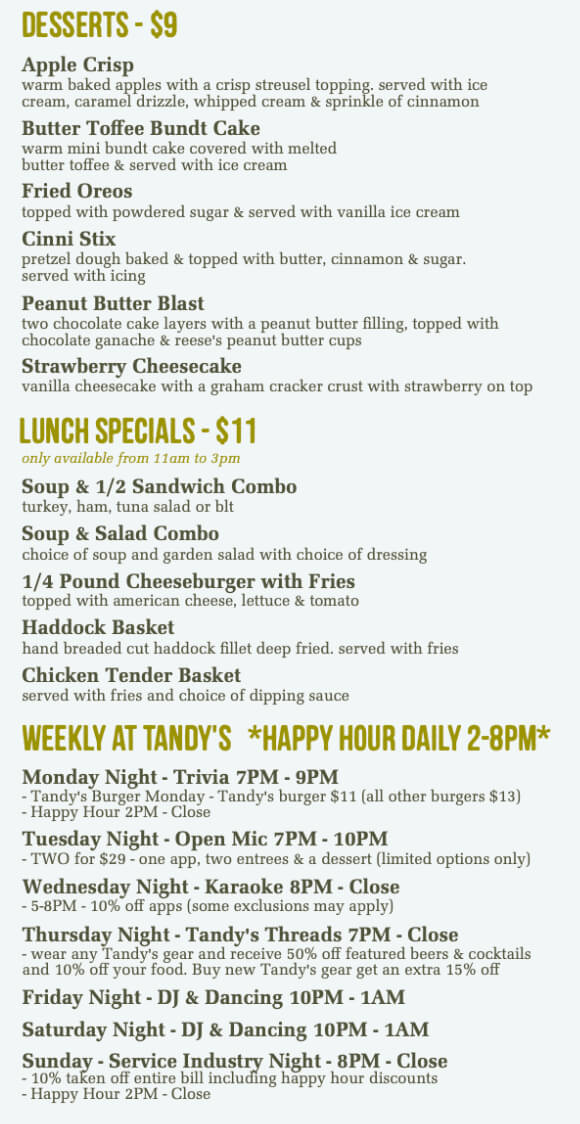 DESSERTS - $9
Apple Crisp
warm baked apples with a crisp streusel topping. served with ice
cream, caramel drizzle, whipped cream & sprinkle of cinnamon
Butter Toffee Bundt Cake
warm mini bundt cake covered with melted
butter toffee & served with ice cream
Fried Oreos
topped with powdered sugar & served with vanilla ice cream
Cinni Stix
pretzel dough baked & topped with butter, cinnamon & sugar.
served with icing
Peanut Butter Blast
two chocolate cake layers with a peanut butter filling, topped with
chocolate ganache & reese's peanut butter cups
Strawberry Cheesecake
vanilla cheesecake with a graham cracker crust with strawberry on top
LUNCH SPECIALS - $11
only available from 11am to 3pm
Soup & 1/2 Sandwich Combo
turkey, ham, tuna salad or blt
Soup & Salad Combo
choice of soup and garden salad with choice of dressing
1/4 Pound Cheeseburger with Fries
topped with american cheese, lettuce & tomato
Haddock Basket
hand breaded cut haddock fillet deep fried. served with fries
Chicken Tender Basket
served with fries and choice of dipping sauce
WEEKLY AT TANDY'S *HAPPY HOUR DAILY 2-8PM*
Monday Night - Trivia 7PM - 9PM
- Tandy's Burger Monday - Tandy's burger $11 (all other burgers $13)
- Happy Hour 2PM - Close
Tuesday Night - Open Mic 7PM - 10PM
- TWO for $29 - one app, two entrees & a dessert (limited options only)
Wednesday Night - Karaoke 8PM - Close
- 5-8PM - 10% off apps (some exclusions may apply)
Thursday Night - Tandy's Threads 7PM - Close
- wear any Tandy's gear and receive 50% off featured beers & cocktails
and 10% off your food. Buy new Tandy's gear get an extra 15% off
Friday Night - DJ & Dancing 10PM - 1AM
Saturday Night - DJ & Dancing 10PM - 1AM
Sunday - Service Industry Night - 8PM - Close
- 10% taken off entire bill including happy hour discounts
- Happy Hour 2PM - Close